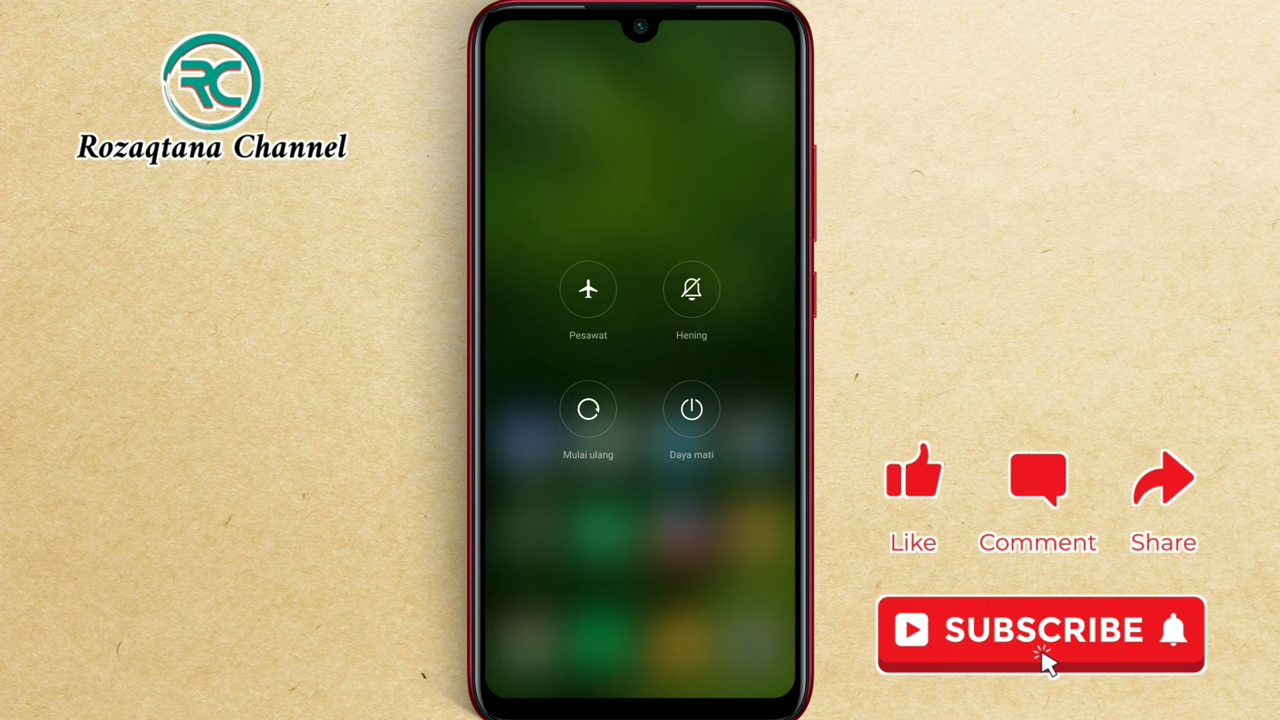 RC
Rozaqtana Channel
Pesawat
Hening
Mulai ulang
Daya mati
Like
Comment
Share
SUBSCRIBE